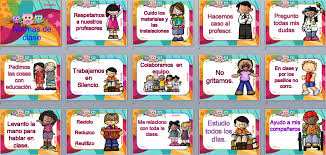 Normas de
clase
Respetamos
a nuestros
profesores
Cuido los
materiales y
las
instalaciones
Hacemos
caso al
profesor.
Pregunto
todas mis
dudas
Pedimos
las cosas
con
educación.
Trabajamos
en
Silencio.
Colaboramos en
equipo.
No
gritamos.
En clase y
por los
pasillos no
corro.
Levanto la
mano para
hablar en
clase.
Reciclo
Reduzco
Reutilizo
Me relaciono
con toda la
clase.
Estudio
todos los
días.
Ayudo a mis
compañeros